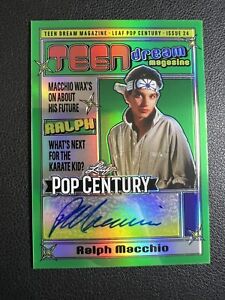 TEEN DREAM MAGAZINE • LEAF POP CENTURY • ISSUE 24
TEEN dream
magazine
MACCHIO WAX'S
ON ABOUT
HIS FUTURE
RALPH
WHAT'S NEXT
FOR THE
KARATE KID?
Leaf
POP CENTURY
Ralph Macchio